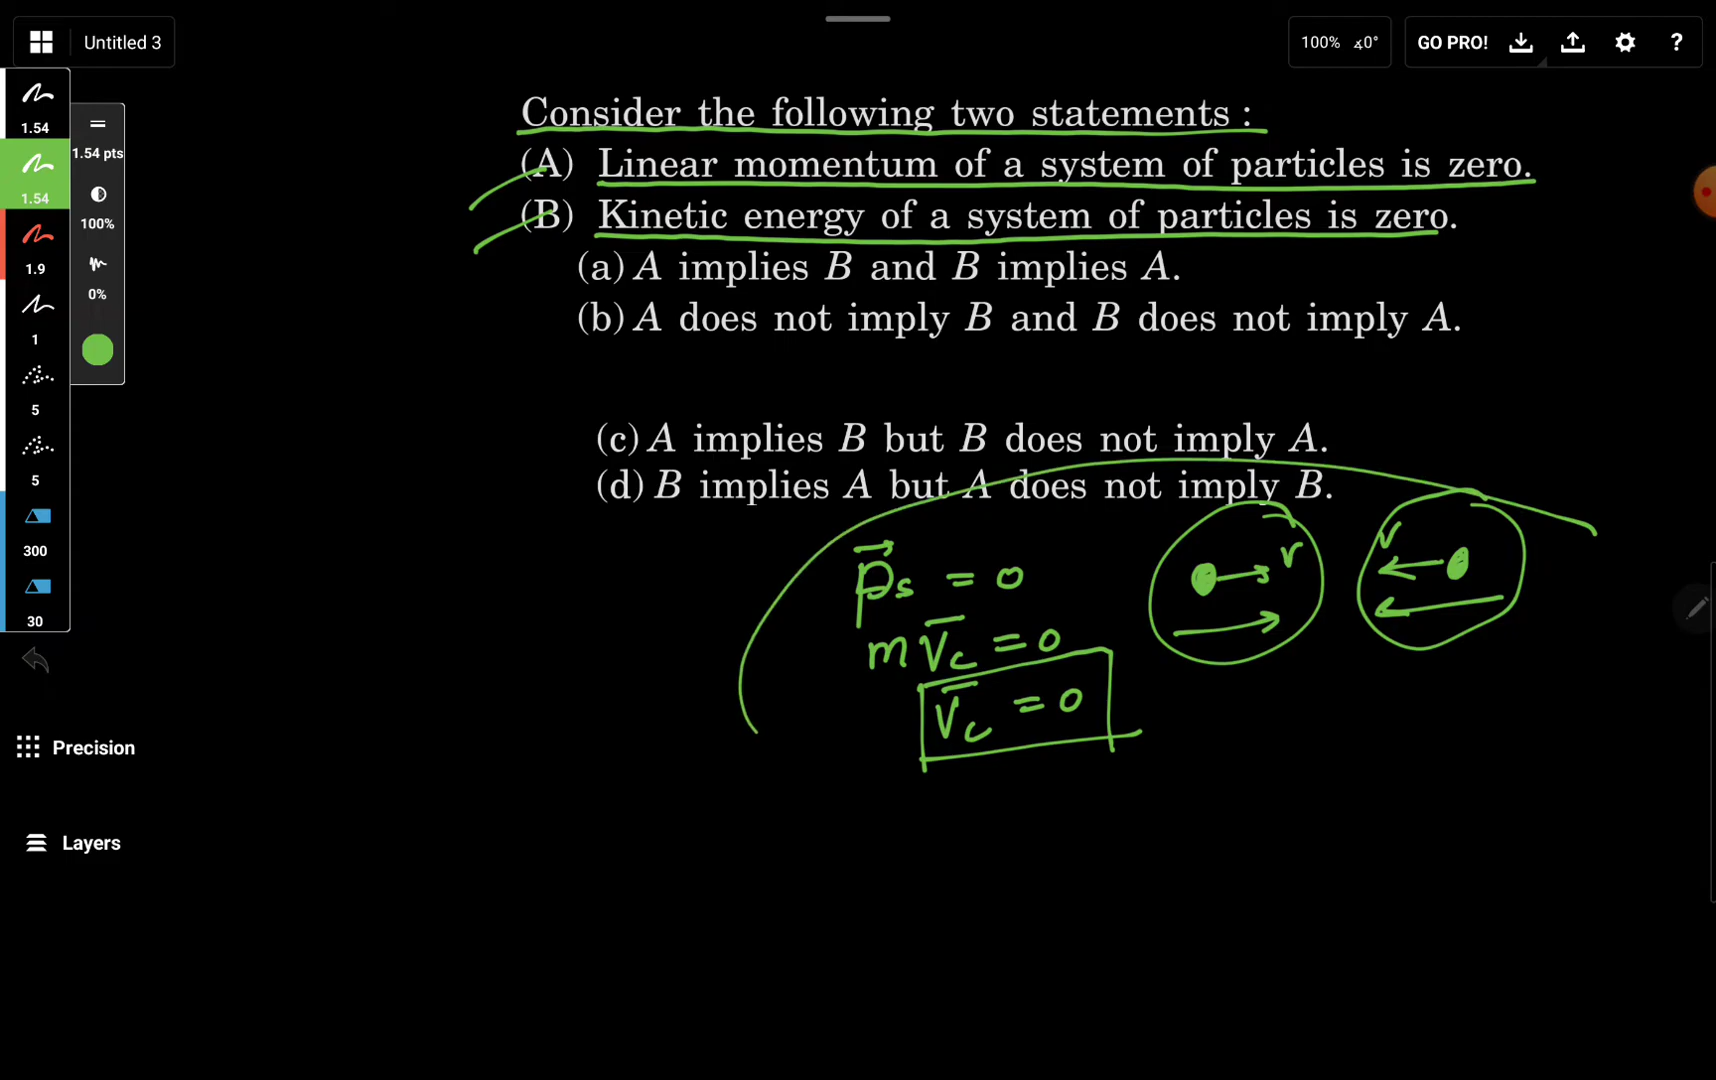 Untitled 3
100% ∡0°
GO PRO!
?
1.54
1.54
1.9
1
5
5
300
30
1.54 pts
100%
0%
Consider the following two statements :
(A) Linear momentum of a system of particles is zero.
(B) Kinetic energy of a system of particles is zero.
(a) A implies B and B implies A.
(b) A does not imply B and B does not imply A.
(c) A implies B but B does not imply A.
(d) B implies A but A does not imply B.
p⃗s = 0
m V̄c = 0
V̄c = 0
v
v
Precision
Layers